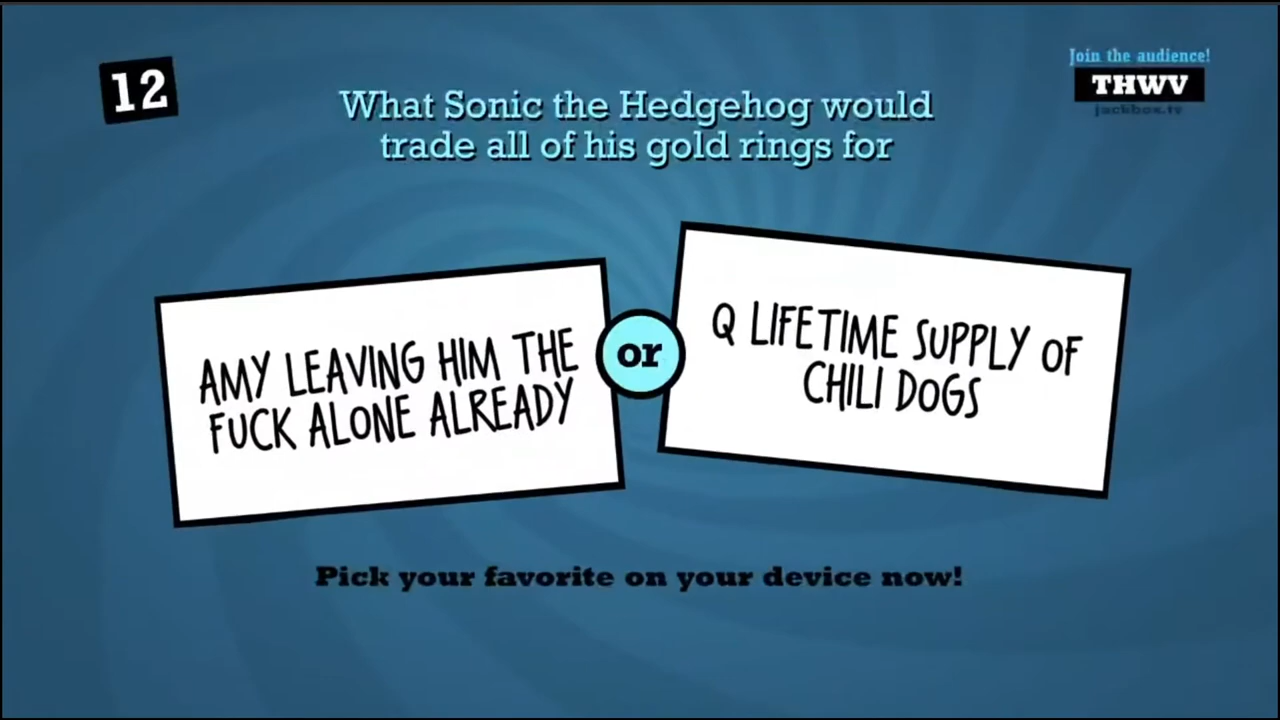 12
Join the audience!
THWV
jackbox.tv
What Sonic the Hedgehog would
trade all of his gold rings for
AMY LEAVING HIM THE
FUCK ALONE ALREADY
or
Q LIFETIME SUPPLY OF
CHILI DOGS
Pick your favorite on your device now!